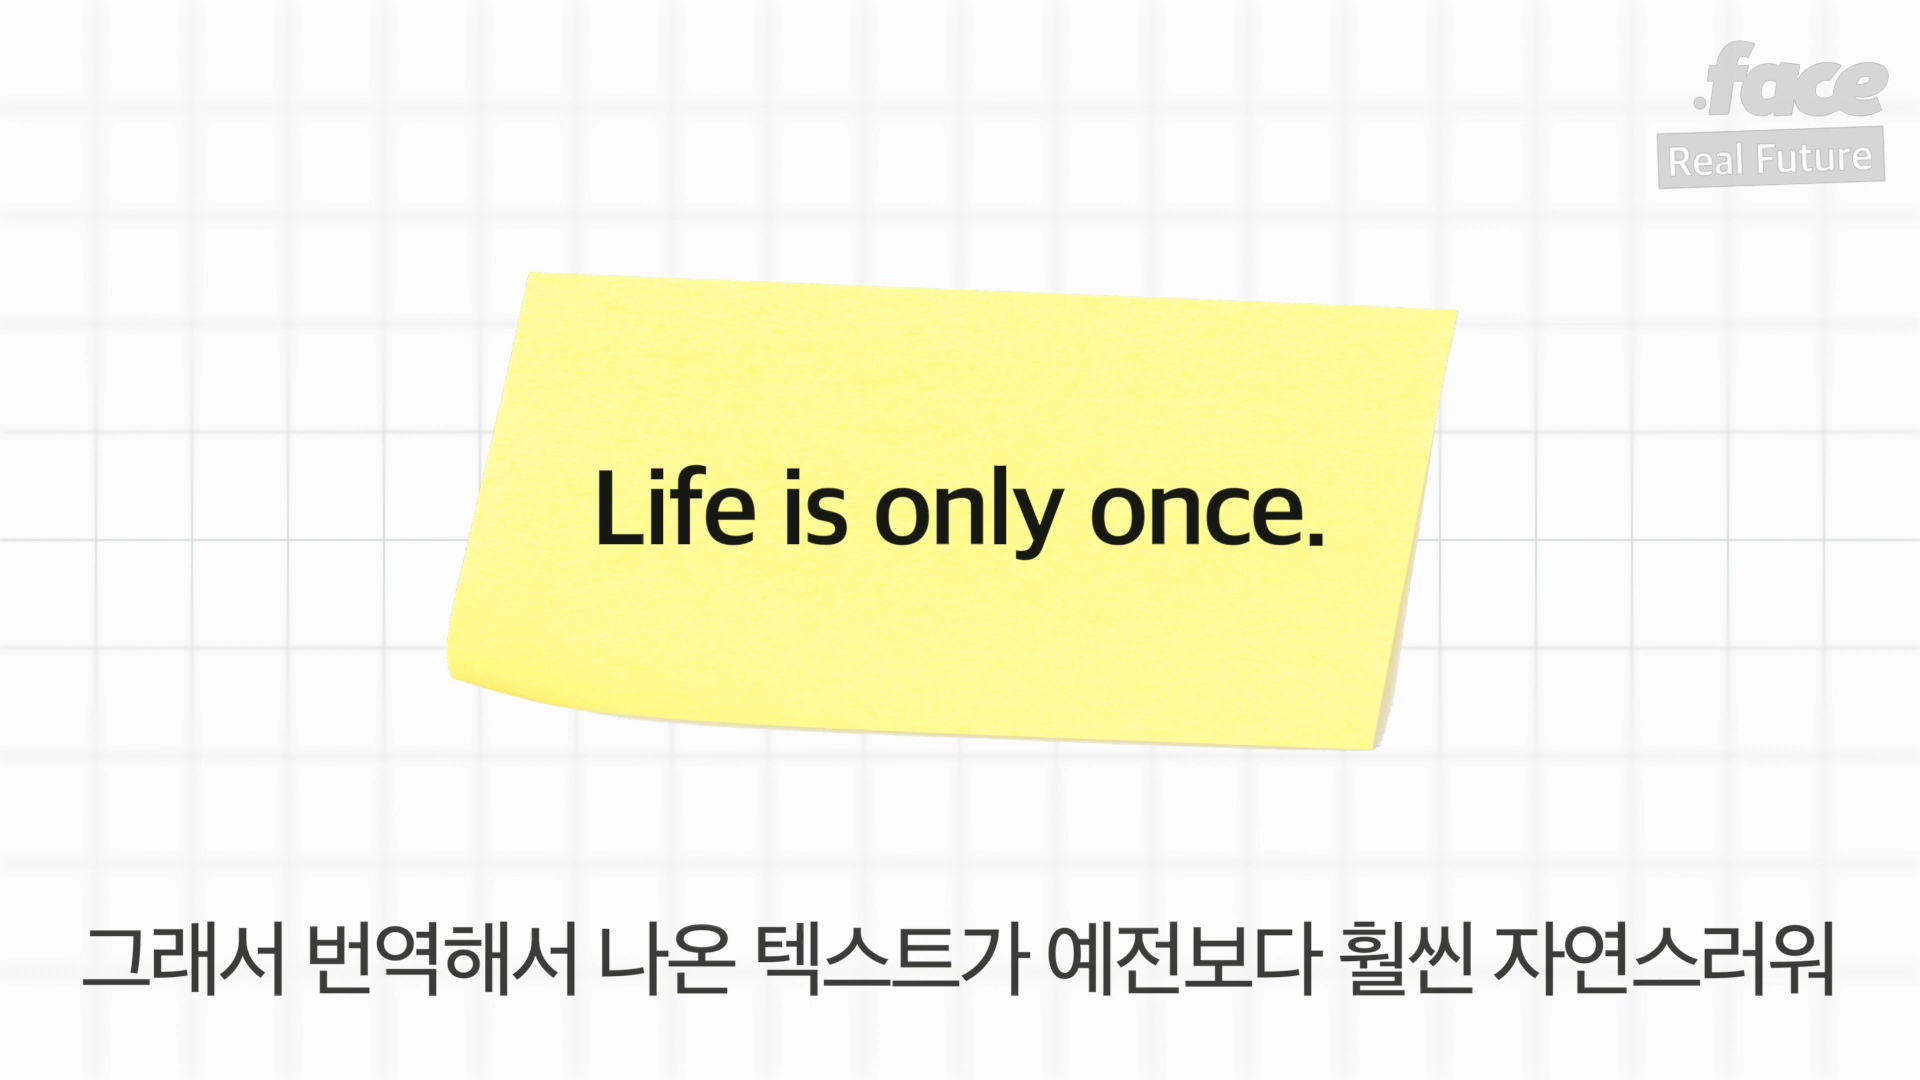 .face
Real Future
Life is only once.
그래서 번역해서 나온 텍스트가 예전보다 훨씬 자연스러워